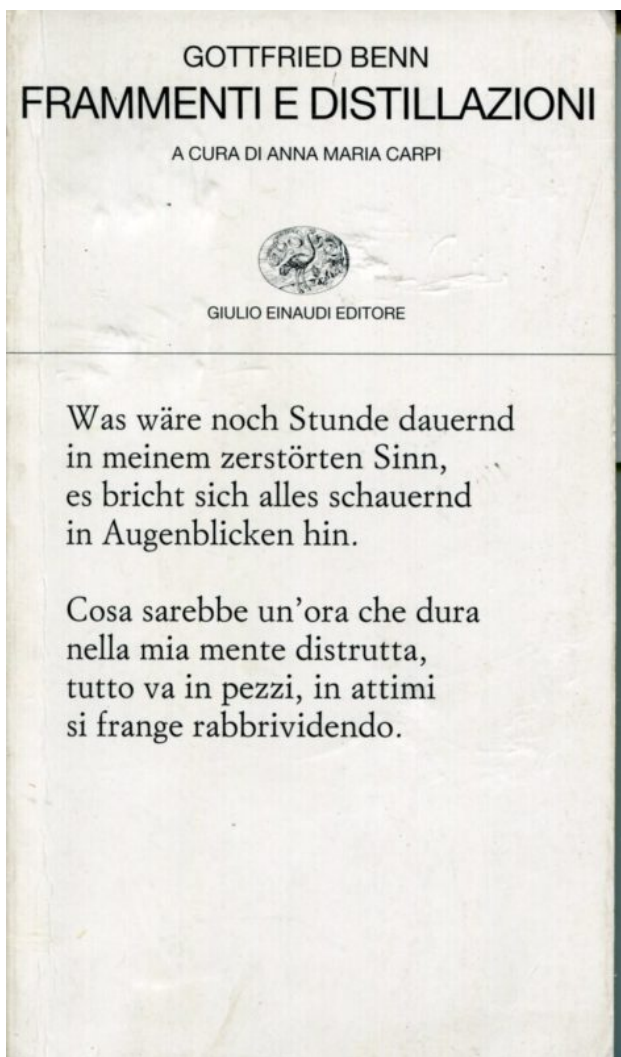 GOTTFRIED BENN
FRAMMENTI E DISTILLAZIONI
A CURA DI ANNA MARIA CARPI
GIULIO EINAUDI EDITORE
Was wäre noch Stunde dauernd
in meinem zerstörten Sinn,
es bricht sich alles schauernd
in Augenblicken hin.
Cosa sarebbe un'ora che dura
nella mia mente distrutta,
tutto va in pezzi, in attimi
si frange rabbrividendo.